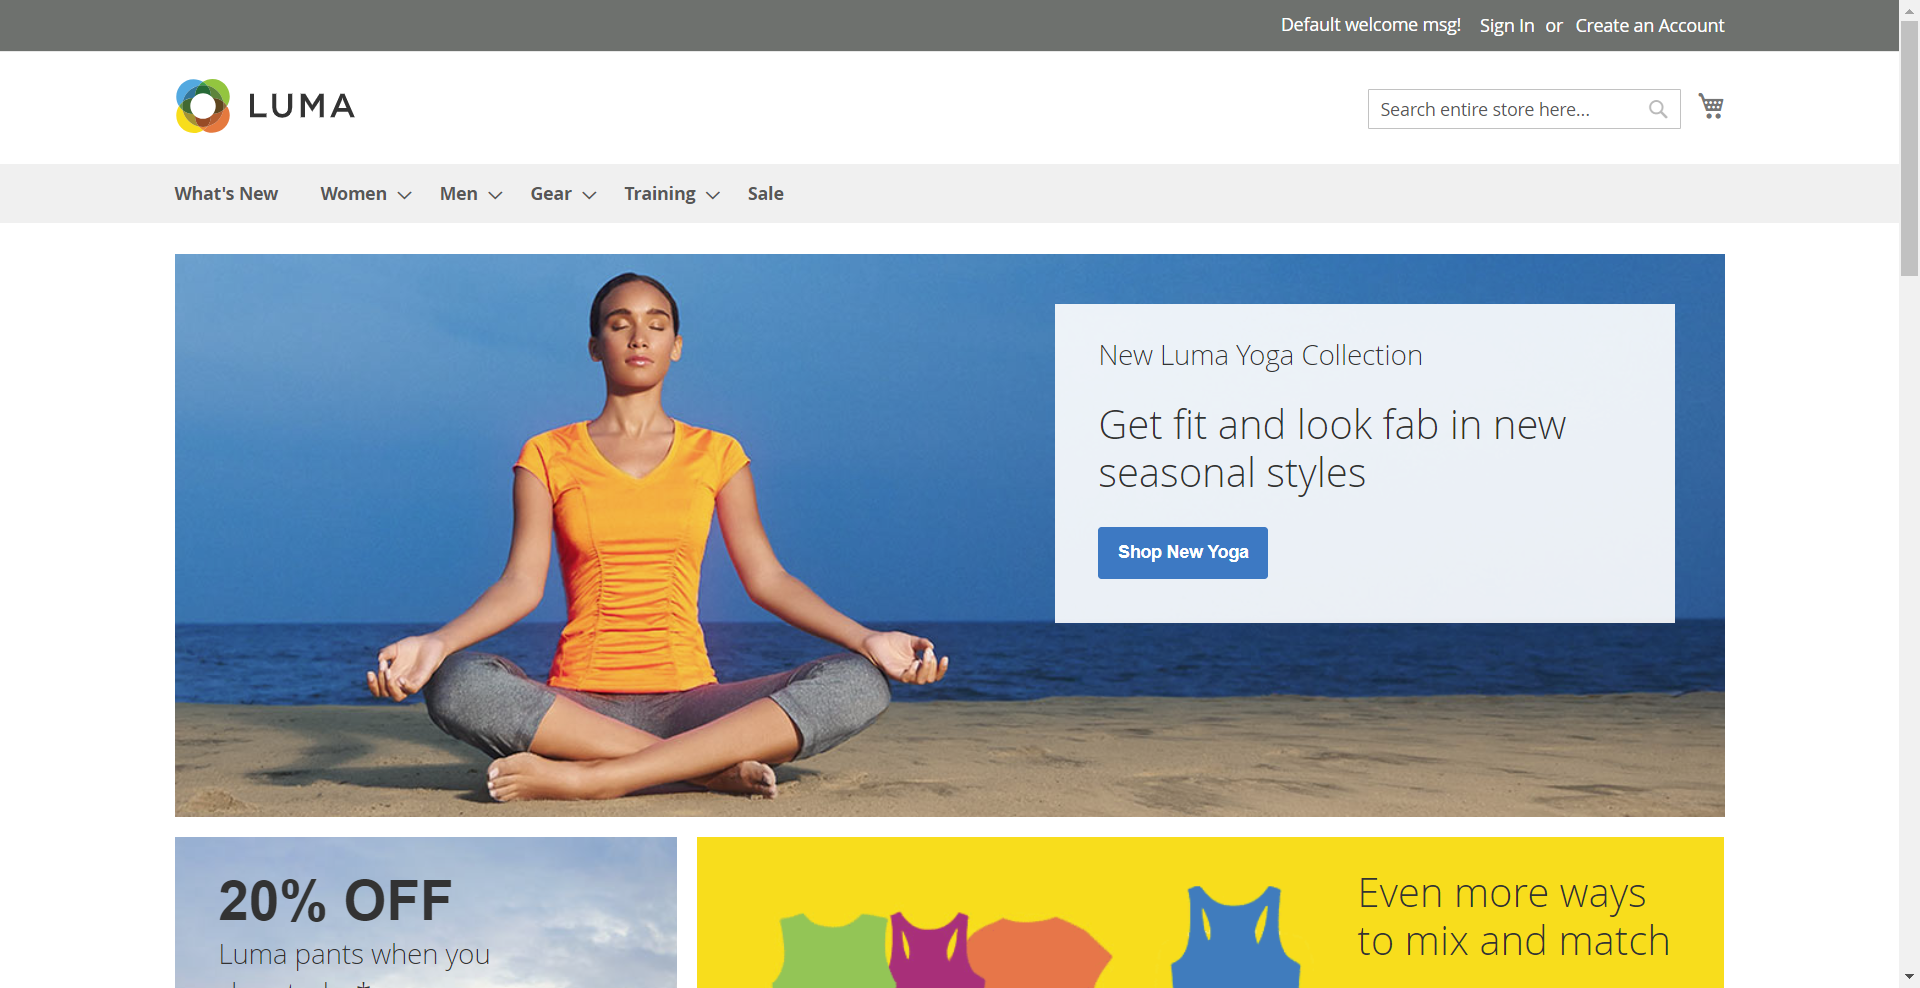 Default welcome msg! Sign In or Create an Account
LUMA
Search entire store here...
What's New Women Men Gear Training Sale
New Luma Yoga Collection
Get fit and look fab in new
seasonal styles
Shop New Yoga
20% OFF
Luma pants when you
Even more ways
to mix and match